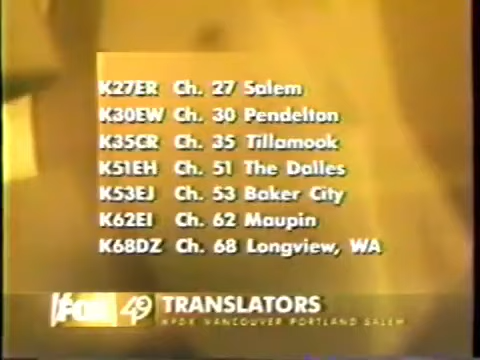 K27ER Ch. 27 Salem
K30EW Ch. 30 Pendelton
K35CR Ch. 35 Tillamook
K51EH Ch. 51 The Dalles
K53EJ Ch. 53 Baker City
K62EI Ch. 62 Maupin
K68DZ Ch. 68 Longview, WA
FOX 49 TRANSLATORS
KPDX VANCOUVER PORTLAND SALEM